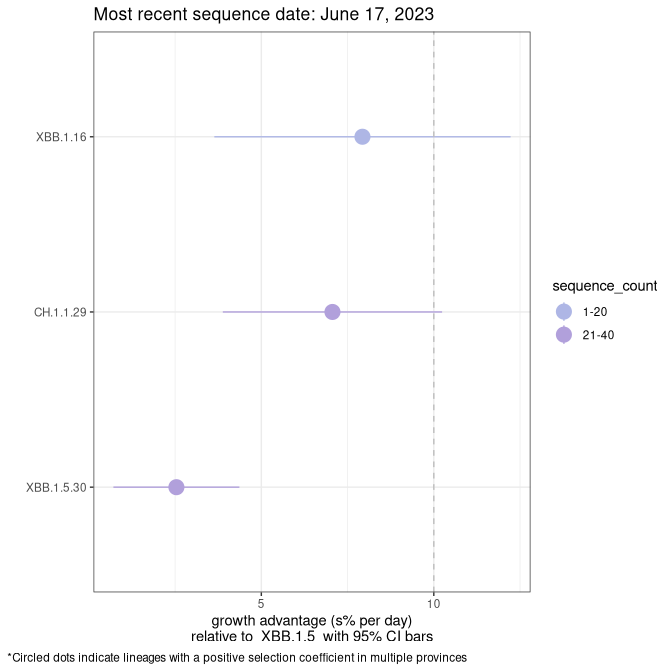 Most recent sequence date: June 17, 2023
XBB.1.16
CH.1.1.29
XBB.1.5.30
sequence_count
1-20
21-40
5
10
growth advantage (s% per day)
relative to XBB.1.5 with 95% CI bars
*Circled dots indicate lineages with a positive selection coefficient in multiple provinces